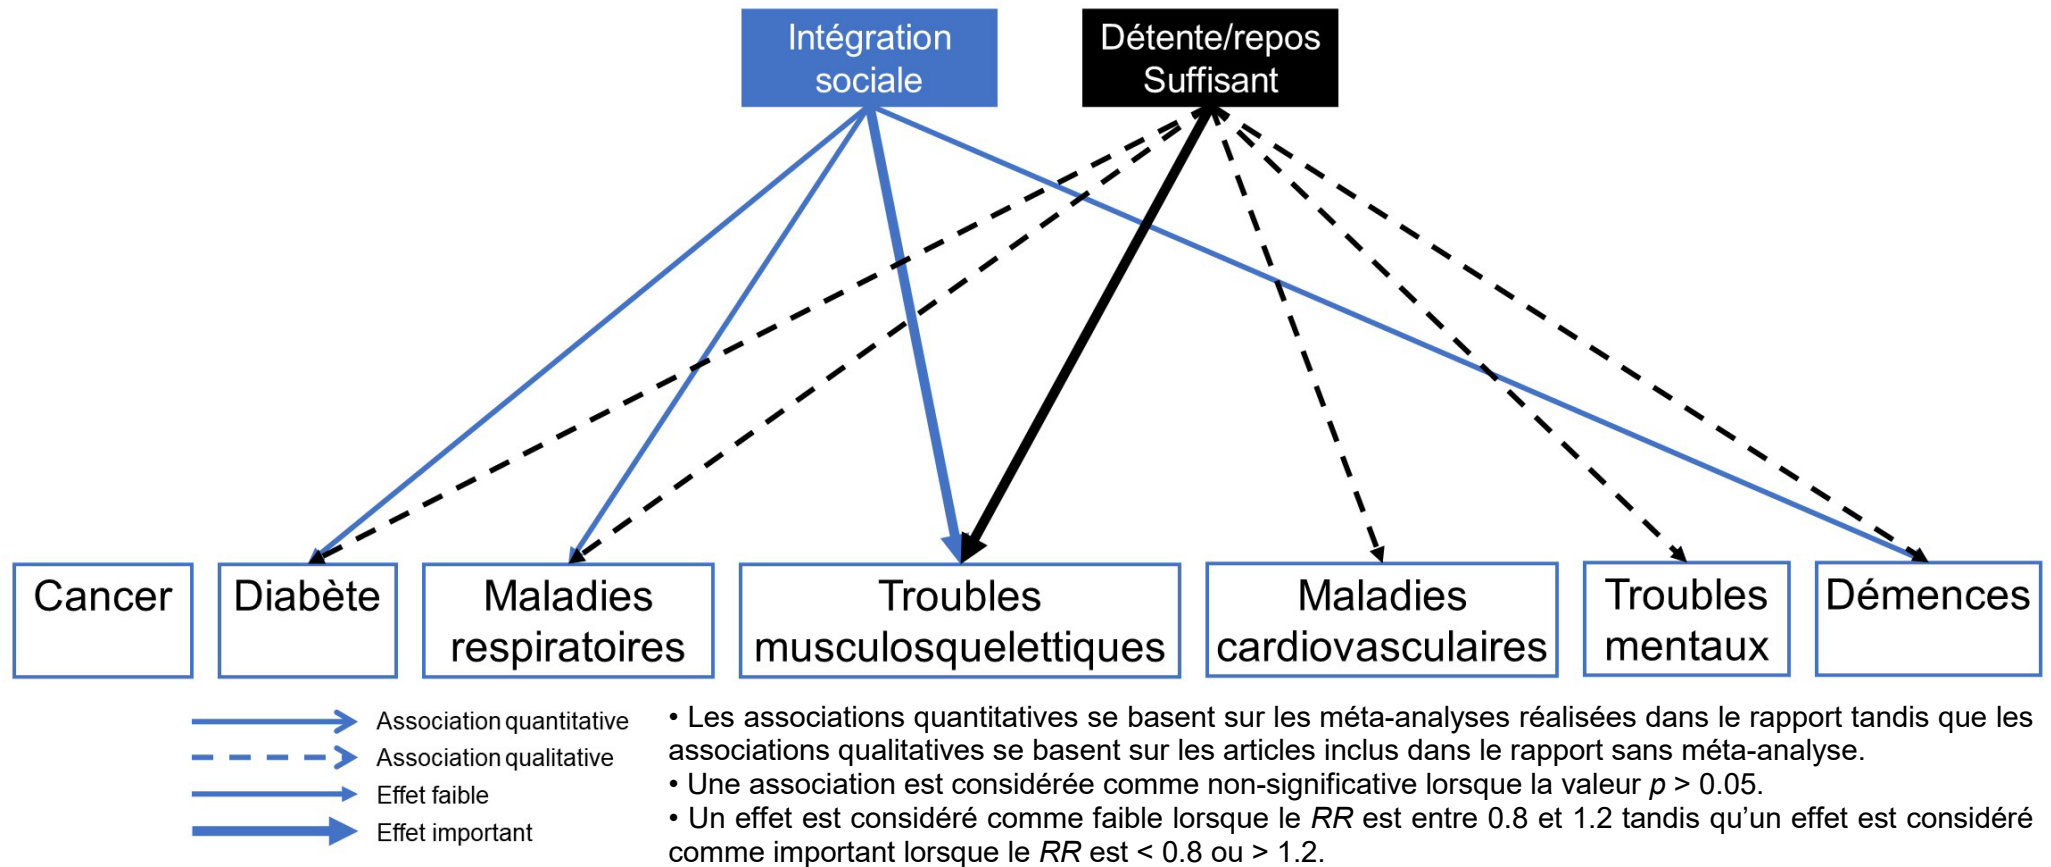 Intégration
sociale
Détente/repos
Suffisant
Cancer
Diabète
Maladies
respiratoires
Troubles
musculosquelettiques
Maladies
cardiovasculaires
Troubles
mentaux
Démences
Association quantitative
Association qualitative
Effet faible
Effet important
• Les associations quantitatives se basent sur les méta-analyses réalisées dans le rapport tandis que les
associations qualitatives se basent sur les articles inclus dans le rapport sans méta-analyse.
• Une association est considérée comme non-significative lorsque la valeur p > 0.05.
• Un effet est considéré comme faible lorsque le RR est entre 0.8 et 1.2 tandis qu’un effet est considéré
comme important lorsque le RR est < 0.8 ou > 1.2.